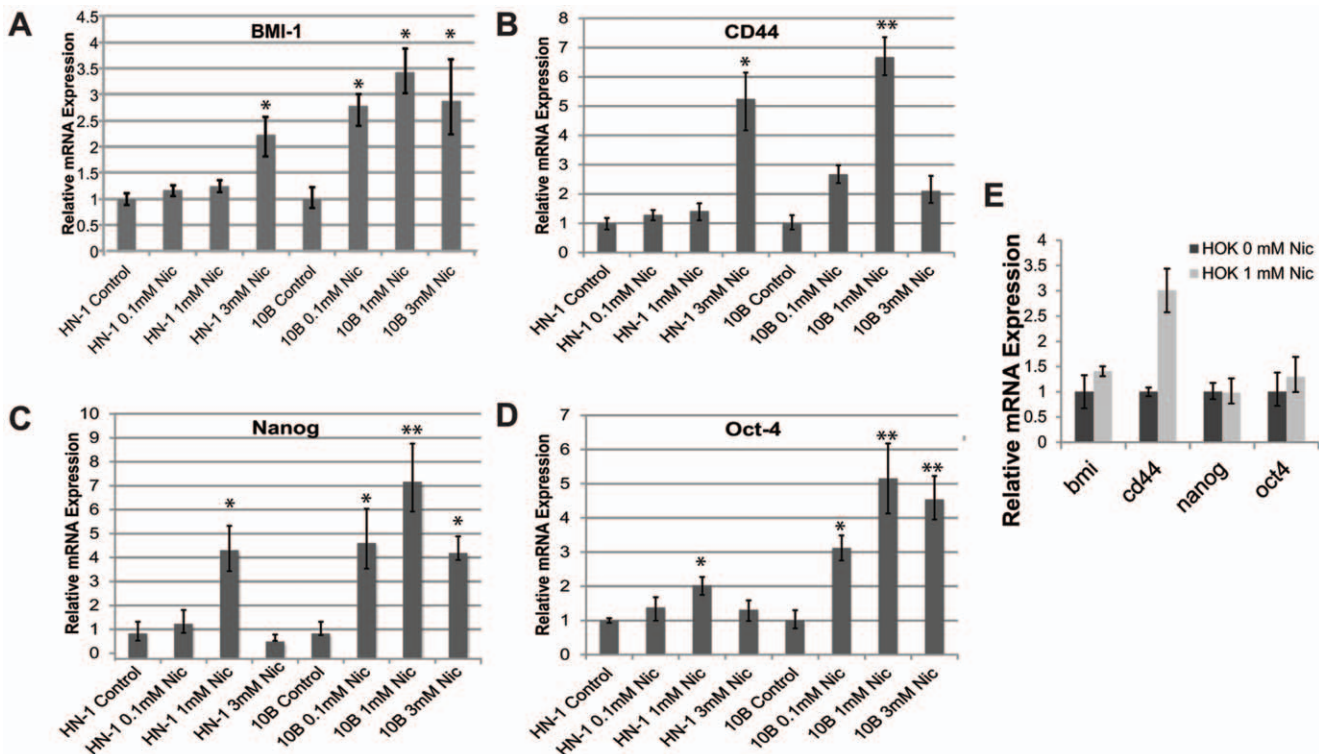 A
BMI-1
Relative mRNA Expression
4.5
4
3.5
3
2.5
2
1.5
1
0.5
0
*
*
*
*
HN-1 Control
HN-1 0.1mM Nic
HN-1 1mM Nic
HN-1 3mM Nic
10B Control
10B 0.1mM Nic
10B 1mM Nic
10B 3mM Nic
B
CD44
Relative mRNA Expression
8
7
6
5
4
3
2
1
0
*
**
HN-1 Control
HN-1 0.1mM Nic
HN-1 1mM Nic
HN-1 3mM Nic
10B Control
10B 0.1mM Nic
10B 1mM Nic
10B 3mM Nic
C
Nanog
Relative mRNA Expression
10
9
8
7
6
5
4
3
2
1
0
*
*
**
*
HN-1 Control
HN-1 0.1mM Nic
HN-1 1mM Nic
HN-1 3mM Nic
10B Control
10B 0.1mM Nic
10B 1mM Nic
10B 3mM Nic
D
Oct-4
Relative mRNA Expression
7
6
5
4
3
2
1
0
*
*
**
**
HN-1 Control
HN-1 0.1mM Nic
HN-1 1mM Nic
HN-1 3mM Nic
10B Control
10B 0.1mM Nic
10B 1mM Nic
10B 3mM Nic
E
Relative mRNA Expression
HOK 0 mM Nic
HOK 1 mM Nic
4
3.5
3
2.5
2
1.5
1
0.5
0
bmi
cd44
nanog
oct4